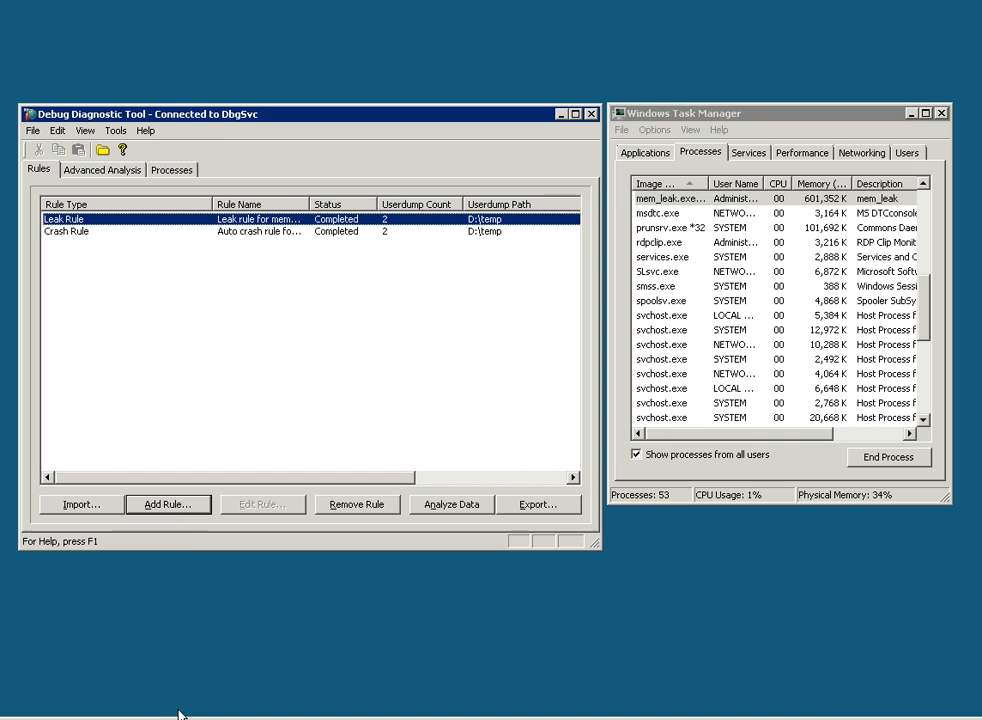 Debug Diagnostic Tool - Connected to DbgSvc
File Edit View Tools Help
Rules Advanced Analysis Processes
Rule Type Rule Name Status Userdump Count Userdump Path
Leak Rule Leak rule for mem... Completed 2 D:\temp
Crash Rule Auto crash rule fo... Completed 2 D:\temp
Import... Add Rule... Edit Rule... Remove Rule Analyze Data Export...
For Help, press F1
Windows Task Manager
File Options View Help
Applications Processes Services Performance Networking Users
Image ... User Name CPU Memory (... Description
mem_leak.exe... Administ... 00 601,352 K mem_leak
msdtc.exe NETWO... 00 3,164 K MS DTCconsole
prunsrv.exe *32 SYSTEM 00 101,692 K Commons Daer
rdpclip.exe Administ... 00 3,216 K RDP Clip Monit
services.exe SYSTEM 00 2,888 K Services and C
SLsvc.exe NETWO... 00 6,872 K Microsoft Softw
smss.exe SYSTEM 00 388 K Windows Sessi
spoolsv.exe SYSTEM 00 4,868 K Spooler SubSy
svchost.exe LOCAL ... 00 5,384 K Host Process f
svchost.exe SYSTEM 00 12,972 K Host Process f
svchost.exe NETWO... 00 10,288 K Host Process f
svchost.exe SYSTEM 00 2,492 K Host Process f
svchost.exe NETWO... 00 4,064 K Host Process f
svchost.exe LOCAL ... 00 6,648 K Host Process f
svchost.exe SYSTEM 00 2,768 K Host Process f
svchost.exe SYSTEM 00 20,668 K Host Process f
Show processes from all users End Process
Processes: 53 CPU Usage: 1% Physical Memory: 34%